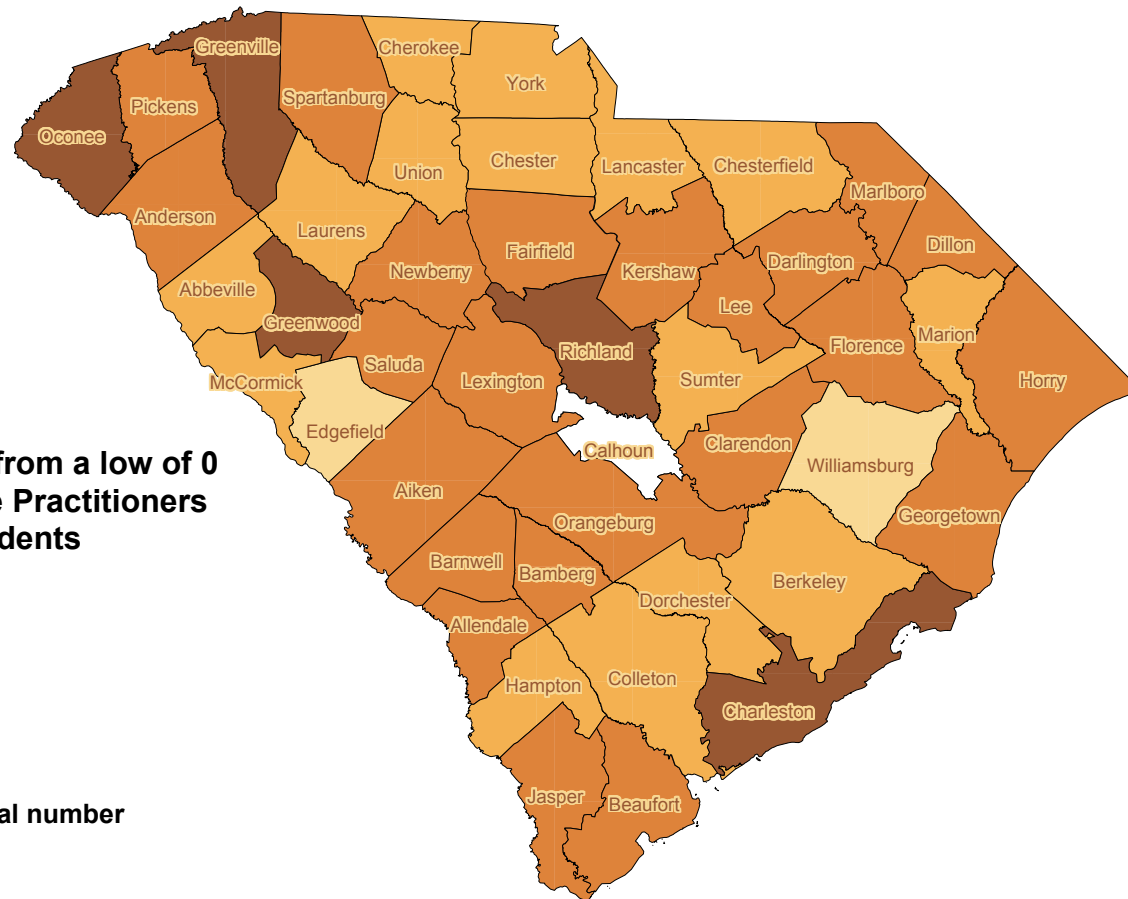 Greenville
Cherokee
York
Pickens
Spartanburg
Oconee
Union
Chester
Lancaster
Chesterfield
Marlboro
Anderson
Laurens
Fairfield
Dillon
Newberry
Kershaw
Darlington
Abbeville
Greenwood
Lee
Marion
Richland
Florence
Saluda
McCormick
Lexington
Sumter
Horry
Edgefield
Clarendon
Calhoun
Williamsburg
from a low of 0
Practitioners
Aiken
Orangeburg
Georgetown
Barnwell
Bamberg
Berkeley
Dorchester
Allendale
Hampton
Colleton
Charleston
Jasper
Beaufort
number